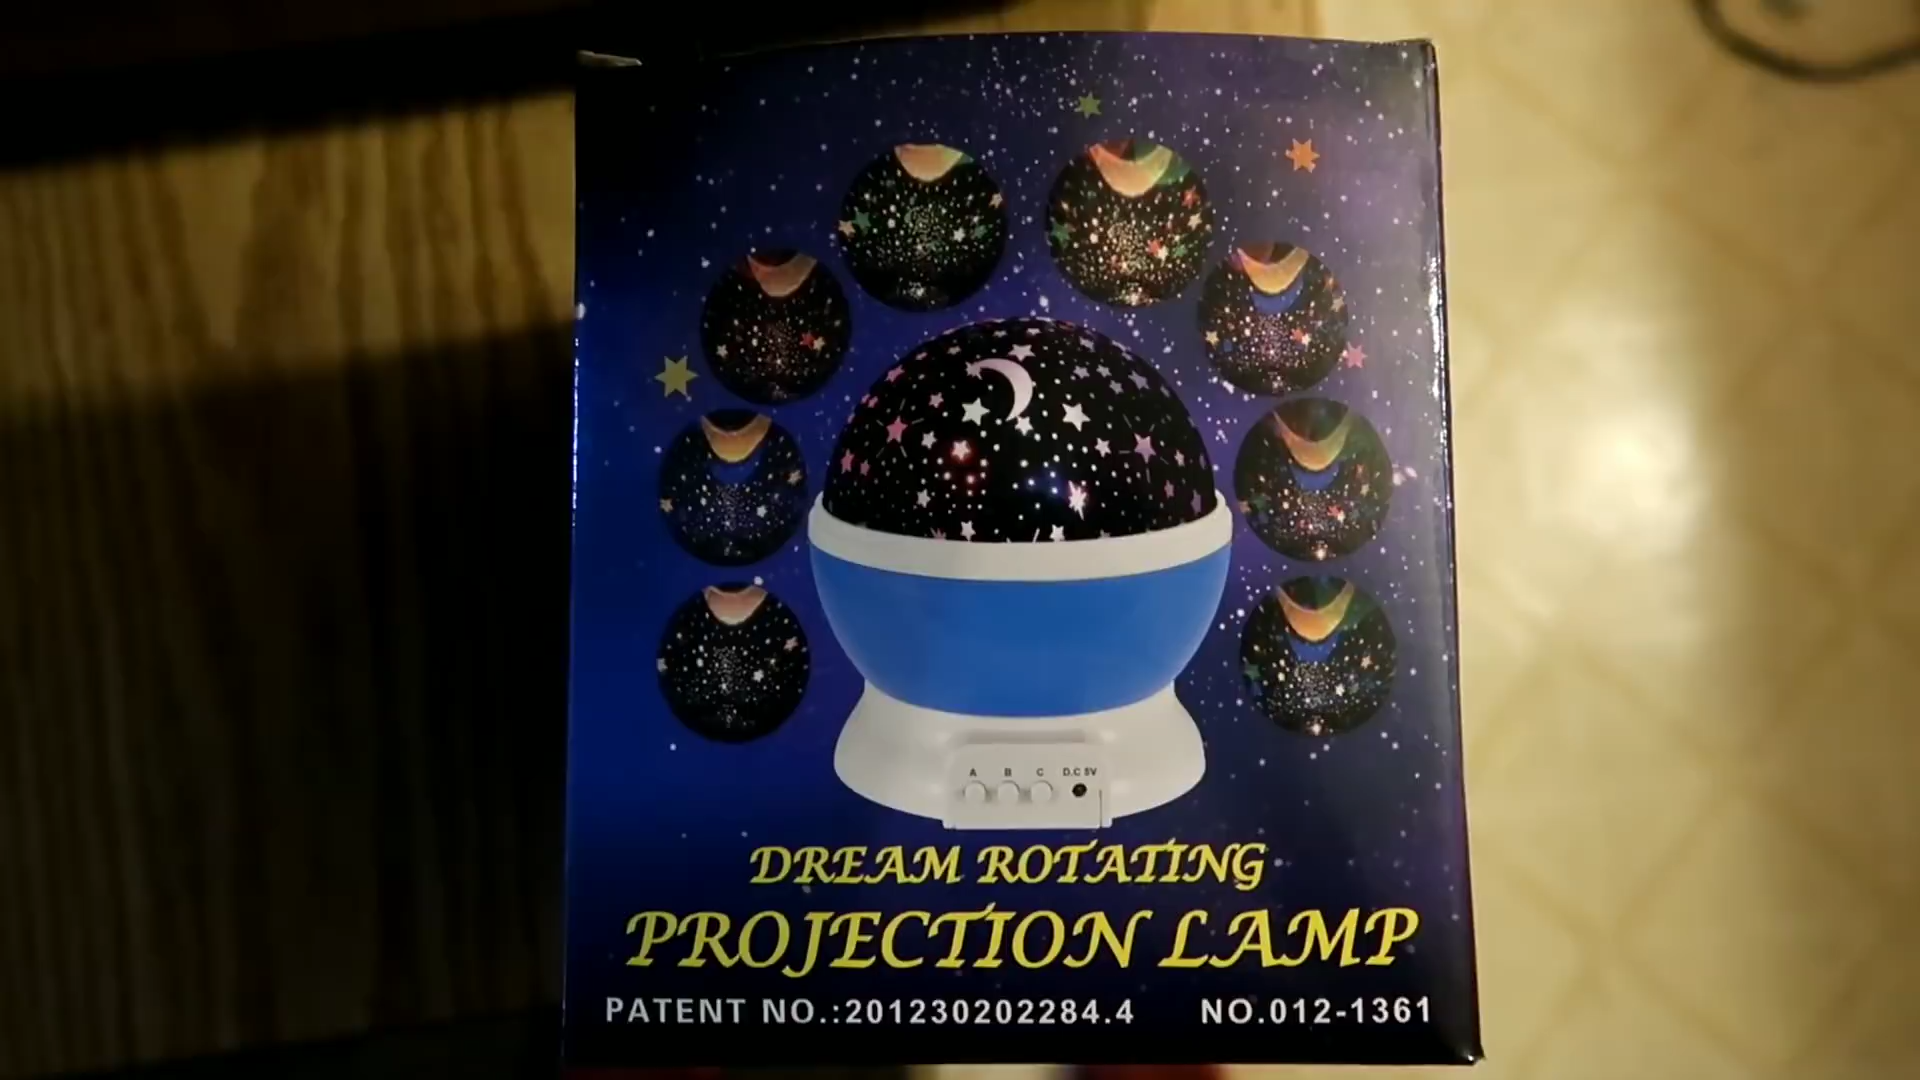 A B C D.C 5V
DREAM ROTATING
PROJECTION LAMP
PATENT NO.:201230202284.4 NO.012-1361